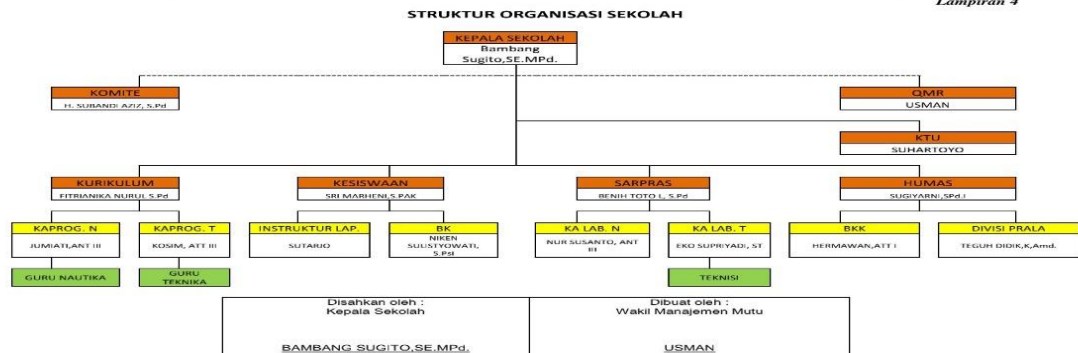 Lampiran 4
STRUKTUR ORGANISASI SEKOLAH
KEPALA SEKOLAH
Bambang
Sugito,SE.MPd.
KOMITE
H. SUBANDI AZIZ, S.Pd
QMR
USMAN
KTU
SUHARTOYO
KURIKULUM
FITRIANIKA NURUL S.Pd
KESISWAAN
SRI MARHENI,S.PAK
SARPRAS
BENIH TOTO L, S.Pd
HUMAS
SUGIYARNI,SPd.I
KAPROG. N
JUMIATI,ANT III
KAPROG. T
KOSIM, ATT III
INSTRUKTUR LAP.
SUTARJO
BK
NIKEN
SULISTYOWATI,
S.PsI
KA LAB. N
NUR SUSANTO, ANT
III
KA LAB. T
EKO SUPRIYADI, ST
BKK
HERMAWAN,ATT I
DIVISI PRALA
TEGUH DIDIK,K,Amd.
GURU NAUTIKA
GURU
TEKNIKA
TEKNISI
Disahkan oleh :
Kepala Sekolah
BAMBANG SUGITO,SE.MPd.
Dibuat oleh :
Wakil Manajemen Mutu
USMAN